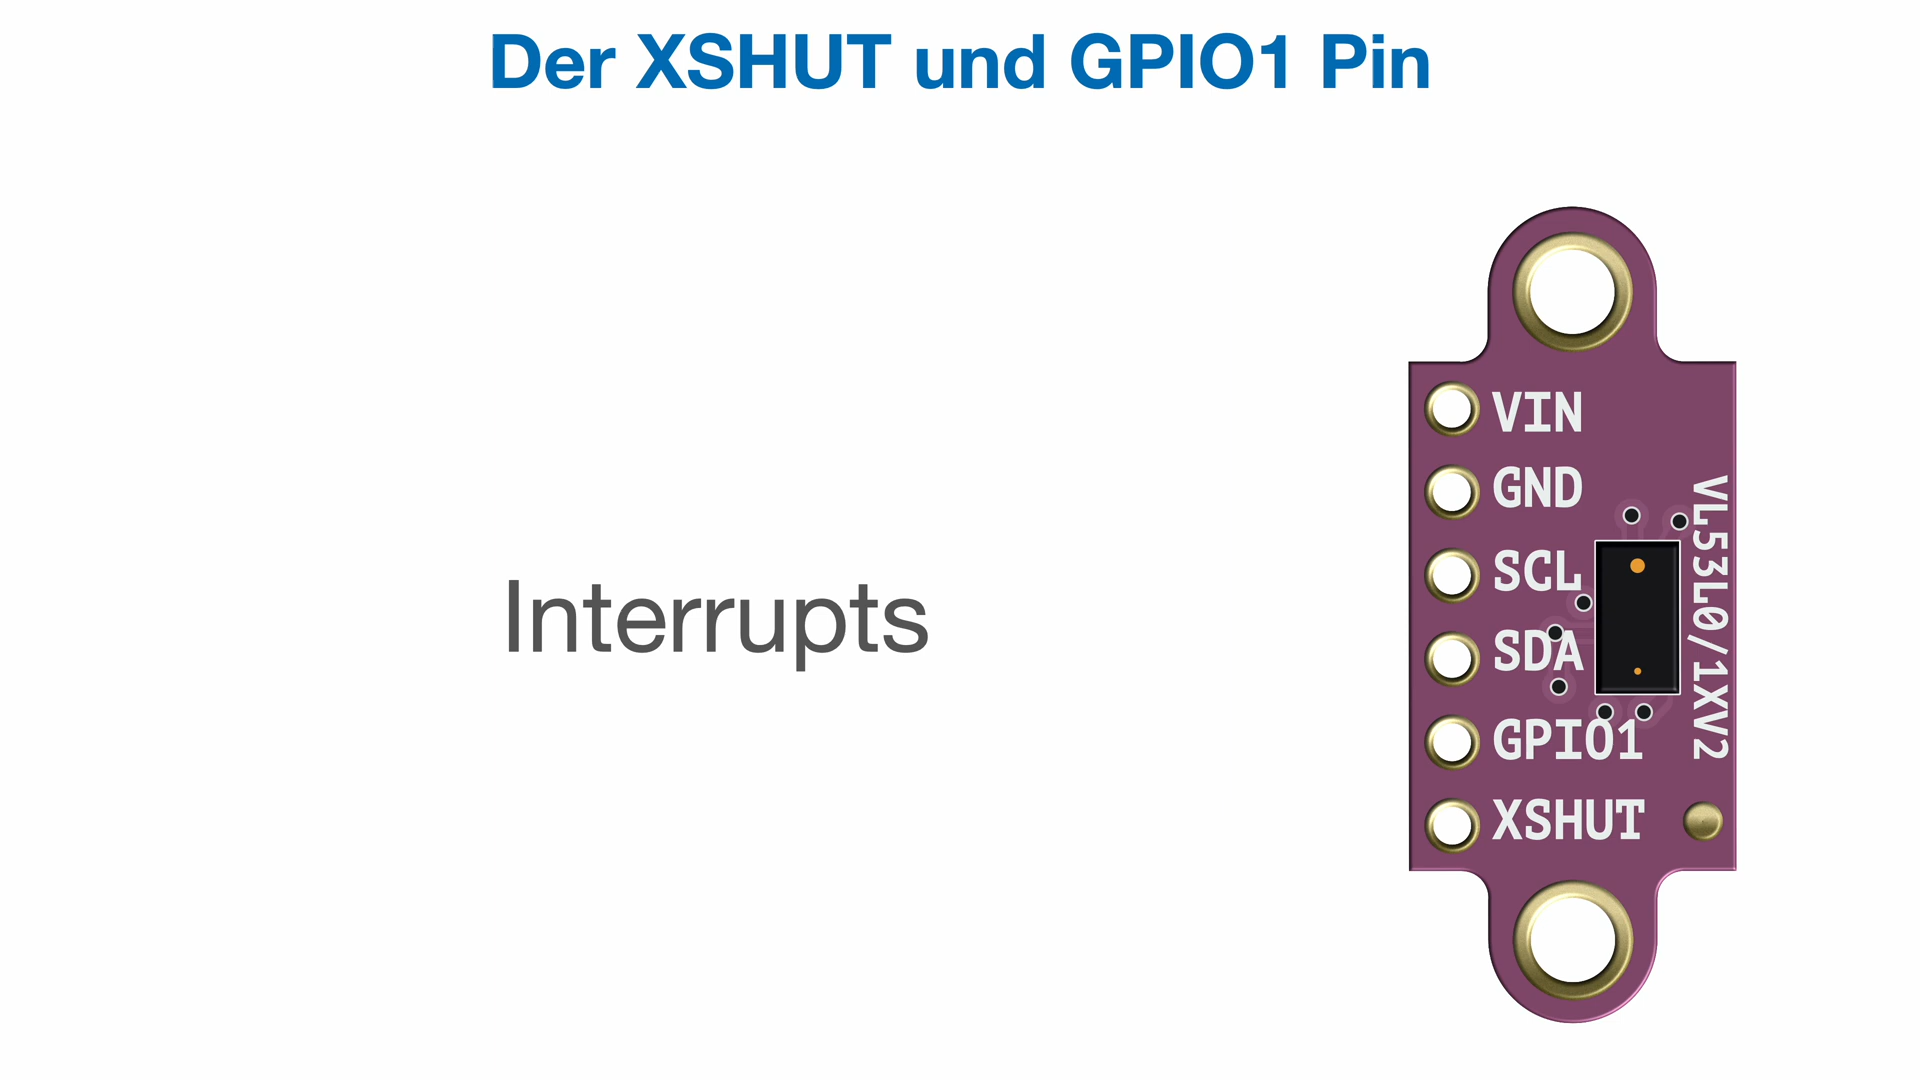 Der XSHUT und GPIO1 Pin
Interrupts
VIN
GND
SCL
SDA
GPIO1
XSHUT
VL53L0/1XV2